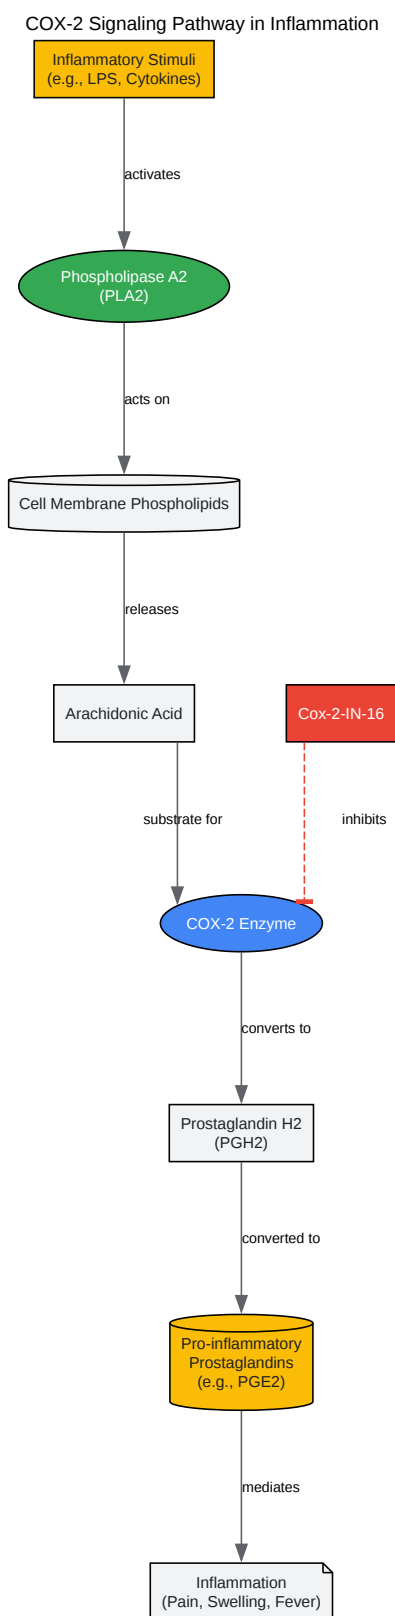 COX-2 Signaling Pathway in Inflammation
Inflammatory Stimuli
(e.g., LPS, Cytokines)
activates
Phospholipase A2
(PLA2)
acts on
Cell Membrane Phospholipids
releases
Arachidonic Acid
Cox-2-IN-16
substrate for
inhibits
COX-2 Enzyme
converts to
Prostaglandin H2
(PGH2)
converted to
Pro-inflammatory
Prostaglandins
(e.g., PGE2)
mediates
Inflammation
(Pain, Swelling, Fever)